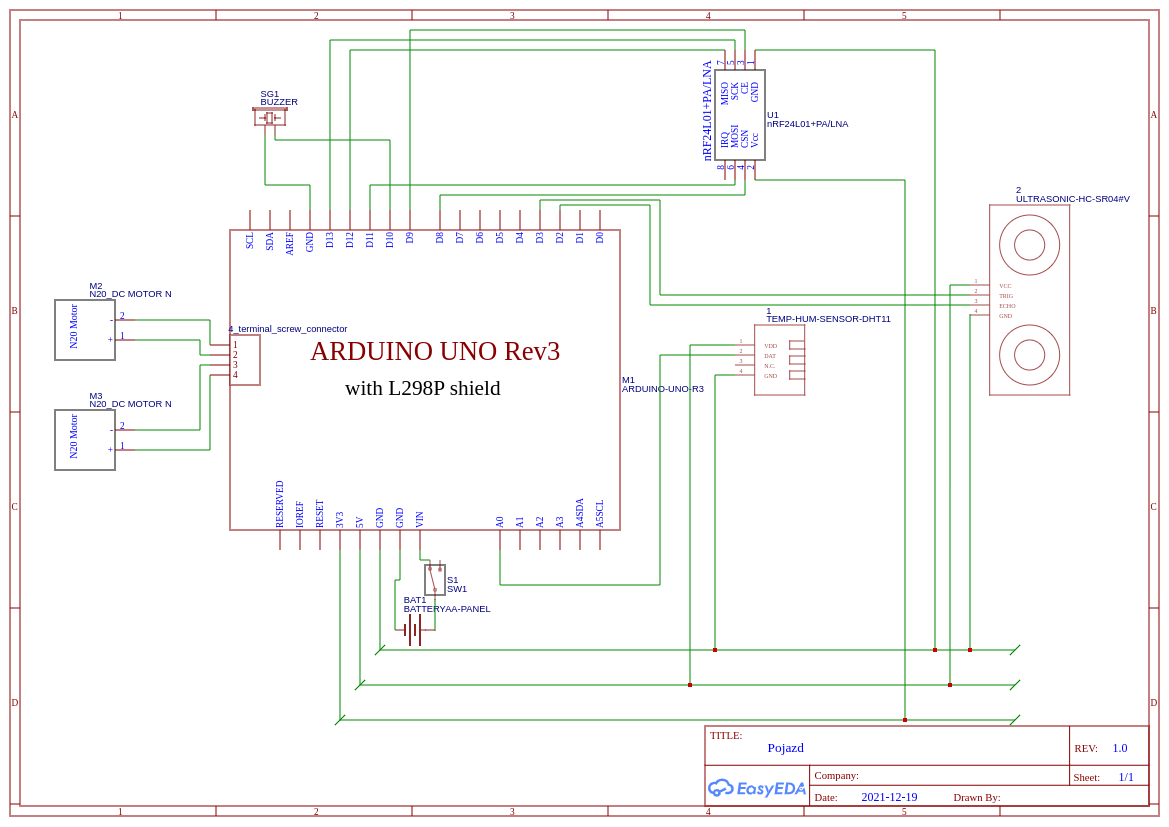 1 2 3 4 5
A A
B B
C C
D D
SG1
BUZZER
7 5 3 1
MISO
SCK
CE
GND
IRQ
MOSI
CSN
Vcc
8 6 4 2
nRF24L01+PA/LNA
U1
nRF24L01+PA/LNA
2
ULTRASONIC-HC-SR04#V
1 VCC
2 TRIG
3 ECHO
4 GND
SCL
SDA
AREF
GND
D13
D12
D11
D10
D9
D8
D7
D6
D5
D4
D3
D2
D1
D0
M2
N20_DC MOTOR N
N20 Motor
- 2
+ 1
4_terminal_screw_connector
1
2
3
4
ARDUINO UNO Rev3
with L298P shield
M1
ARDUINO-UNO-R3
1
TEMP-HUM-SENSOR-DHT11
1 VDD
2 DAT
3 N.C.
4 GND
M3
N20_DC MOTOR N
N20 Motor
- 2
+ 1
RESERVED
IOREF
RESET
3V3
5V
GND
GND
VIN
A0
A1
A2
A3
A4SDA
A5SCL
S1
SW1
BAT1
BATTERYAA-PANEL
TITLE:
Pojazd
REV: 1.0
EasyEDA
Company:
Sheet: 1/1
Date: 2021-12-19 Drawn By:
1 2 3 4 5